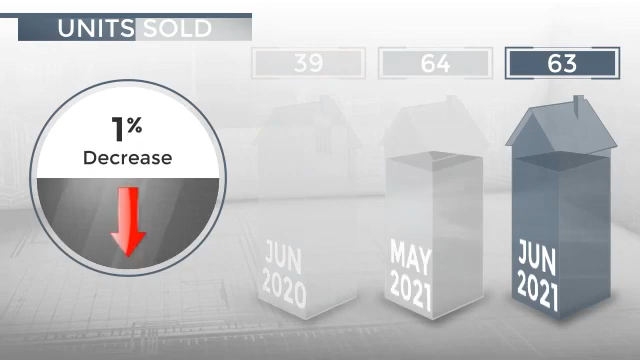 UNITS SOLD
39
64
63
1%
Decrease
JUN
2020
MAY
2021
JUN
2021